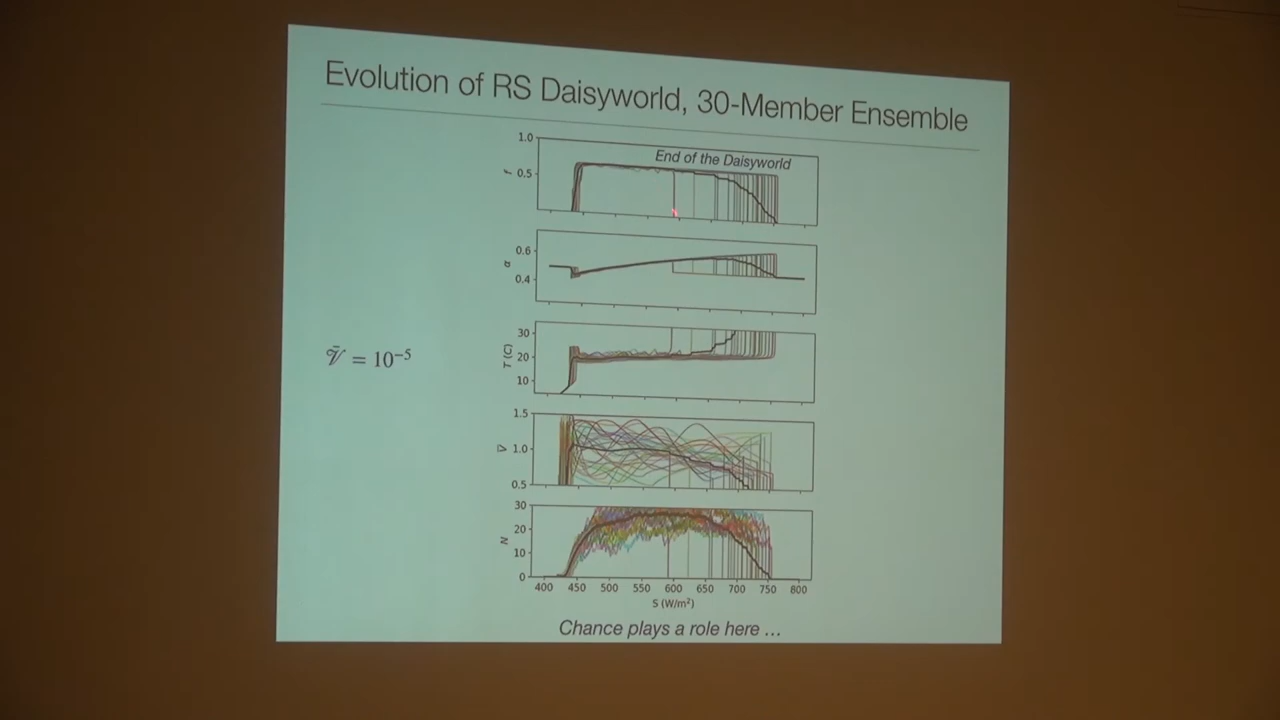 Evolution of RS Daisyworld, 30-Member Ensemble
1.0
End of the Daisyworld
f
0.5
0.6
α
0.4
30
T (C)
20
10
𝒱̄ = 10⁻⁵
1.5
1.0
0.5
30
20
N
10
0
400 450 500 550 600 650 700 750 800
S (W/m²)
Chance plays a role here …